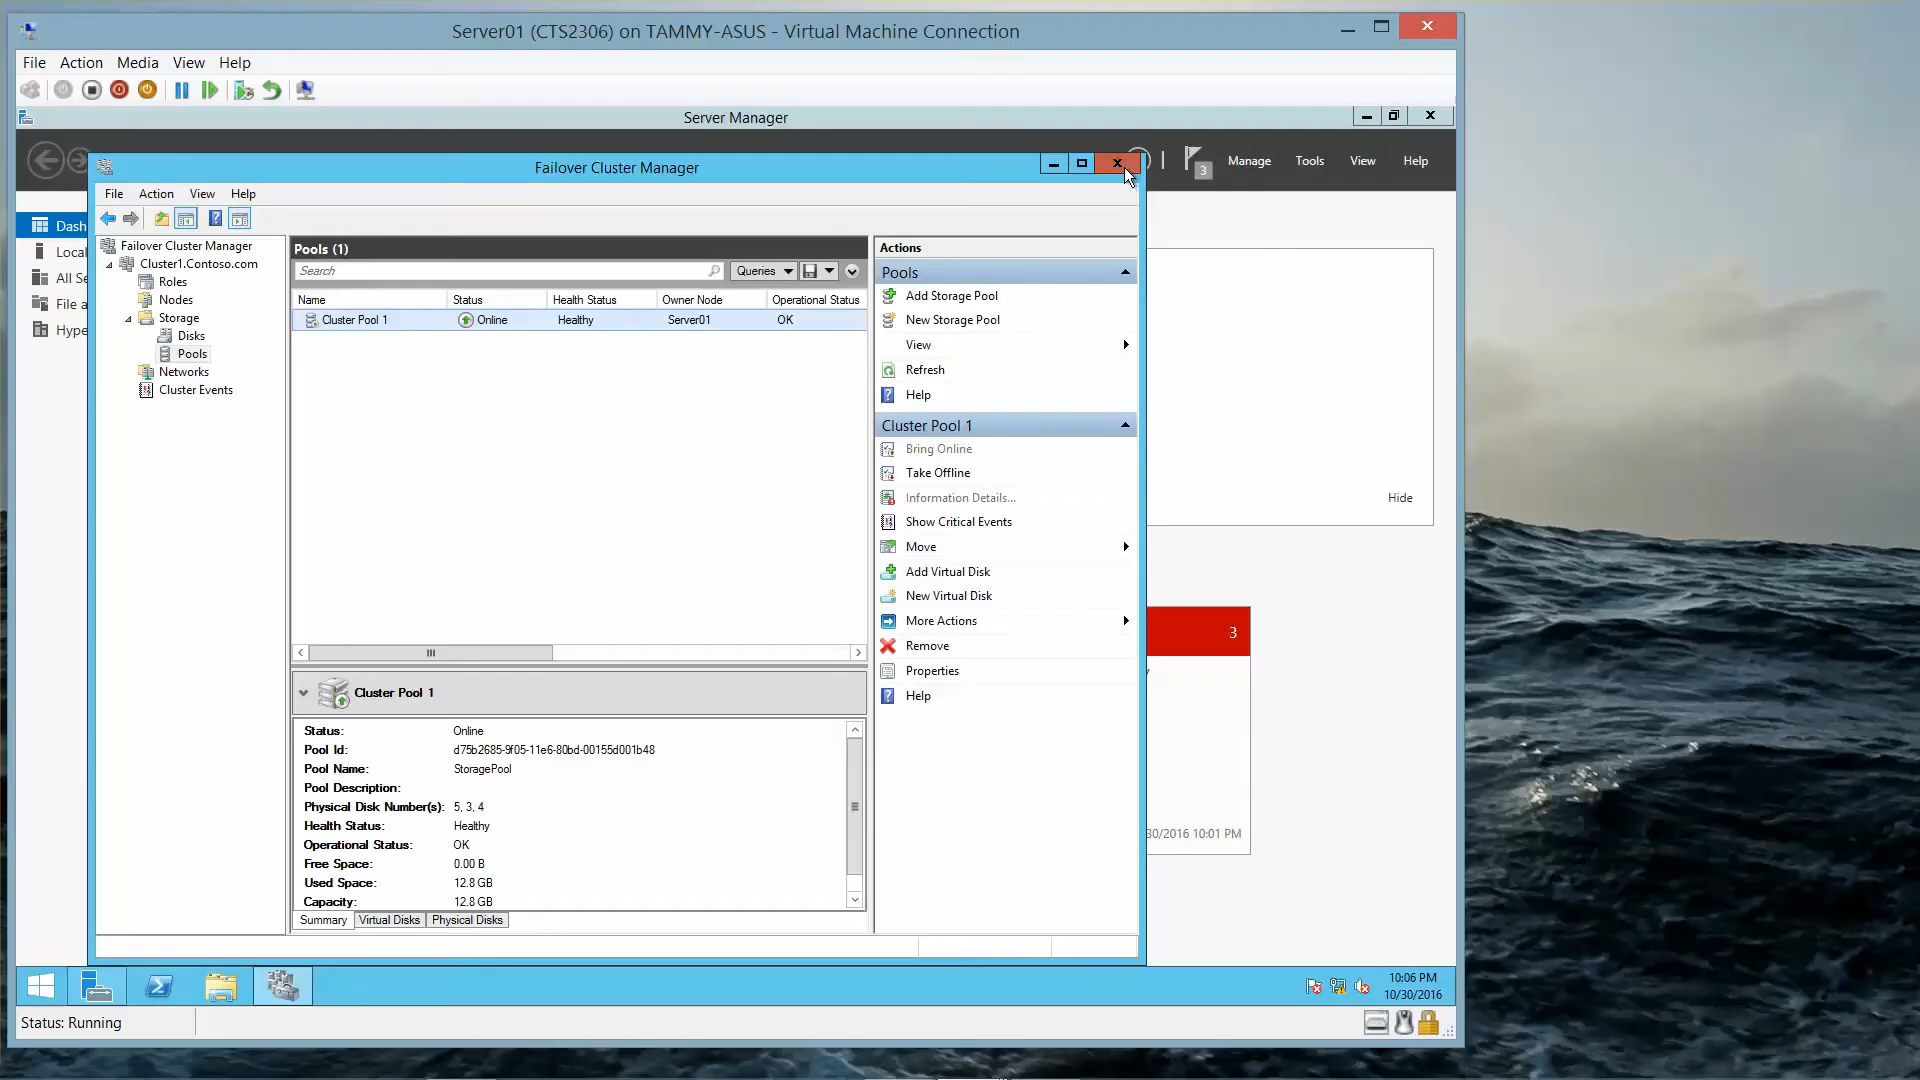 Server01 (CTS2306) on TAMMY-ASUS - Virtual Machine Connection
File Action Media View Help
Server Manager
3 Manage Tools View Help
Failover Cluster Manager
File Action View Help
Dash
Local
All Se
File a
Hype
Failover Cluster Manager
Cluster1.Contoso.com
Roles
Nodes
Storage
Disks
Pools
Networks
Cluster Events
Pools (1)
Search Queries
Name Status Health Status Owner Node Operational Status
Cluster Pool 1 Online Healthy Server01 OK
Cluster Pool 1
Status: Online
Pool Id: d75b2685-9f05-11e6-80bd-00155d001b48
Pool Name: StoragePool
Pool Description:
Physical Disk Number(s): 5, 3, 4
Health Status: Healthy
Operational Status: OK
Free Space: 0.00 B
Used Space: 12.8 GB
Capacity: 12.8 GB
Summary Virtual Disks Physical Disks
Actions
Pools
Add Storage Pool
New Storage Pool
View
Refresh
Help
Cluster Pool 1
Bring Online
Take Offline
Information Details...
Show Critical Events
Move
Add Virtual Disk
New Virtual Disk
More Actions
Remove
Properties
Help
Hide
3
30/2016 10:01 PM
10:06 PM
10/30/2016
Status: Running